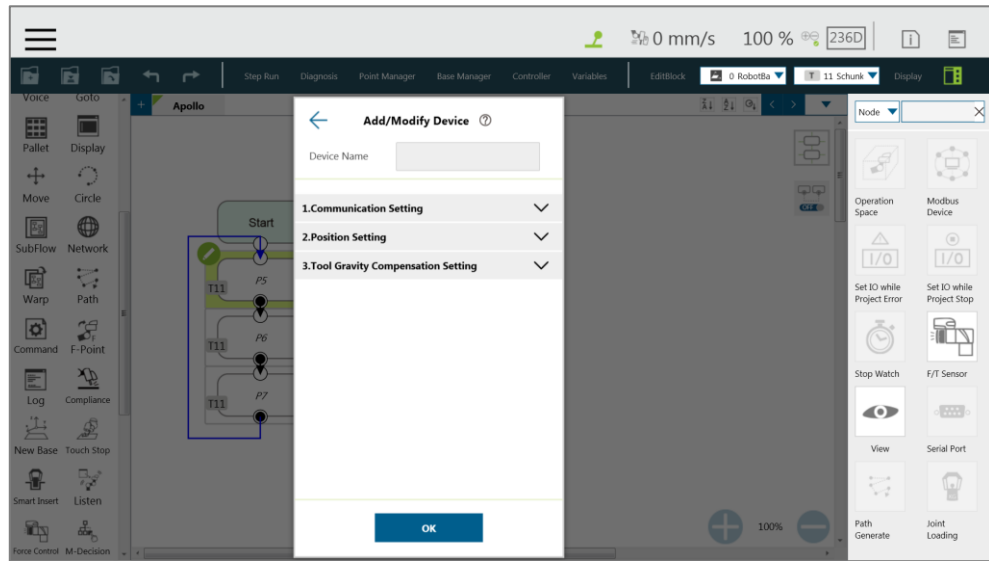 0 mm/s 100 % 236D
Step Run Diagnosis Point Manager Base Manager Controller Variables EditBlock 0 RobotBa T 11 Schunk Display
Voice Goto
+ Apollo
Node
Pallet Display
Move Circle
SubFlow Network
Warp Path
Command F-Point
Log Compliance
New Base Touch Stop
Smart Insert Listen
Force Control M-Decision
Start
T11 P5
T11 P6
T11 P7
Add/Modify Device ?
Device Name
1.Communication Setting
2.Position Setting
3.Tool Gravity Compensation Setting
OK
OFF
100%
Operation
Space
Modbus
Device
I/O
Set IO while
Project Error
I/O
Set IO while
Project Stop
Stop Watch
F/T Sensor
View
Serial Port
Path
Generate
Joint
Loading